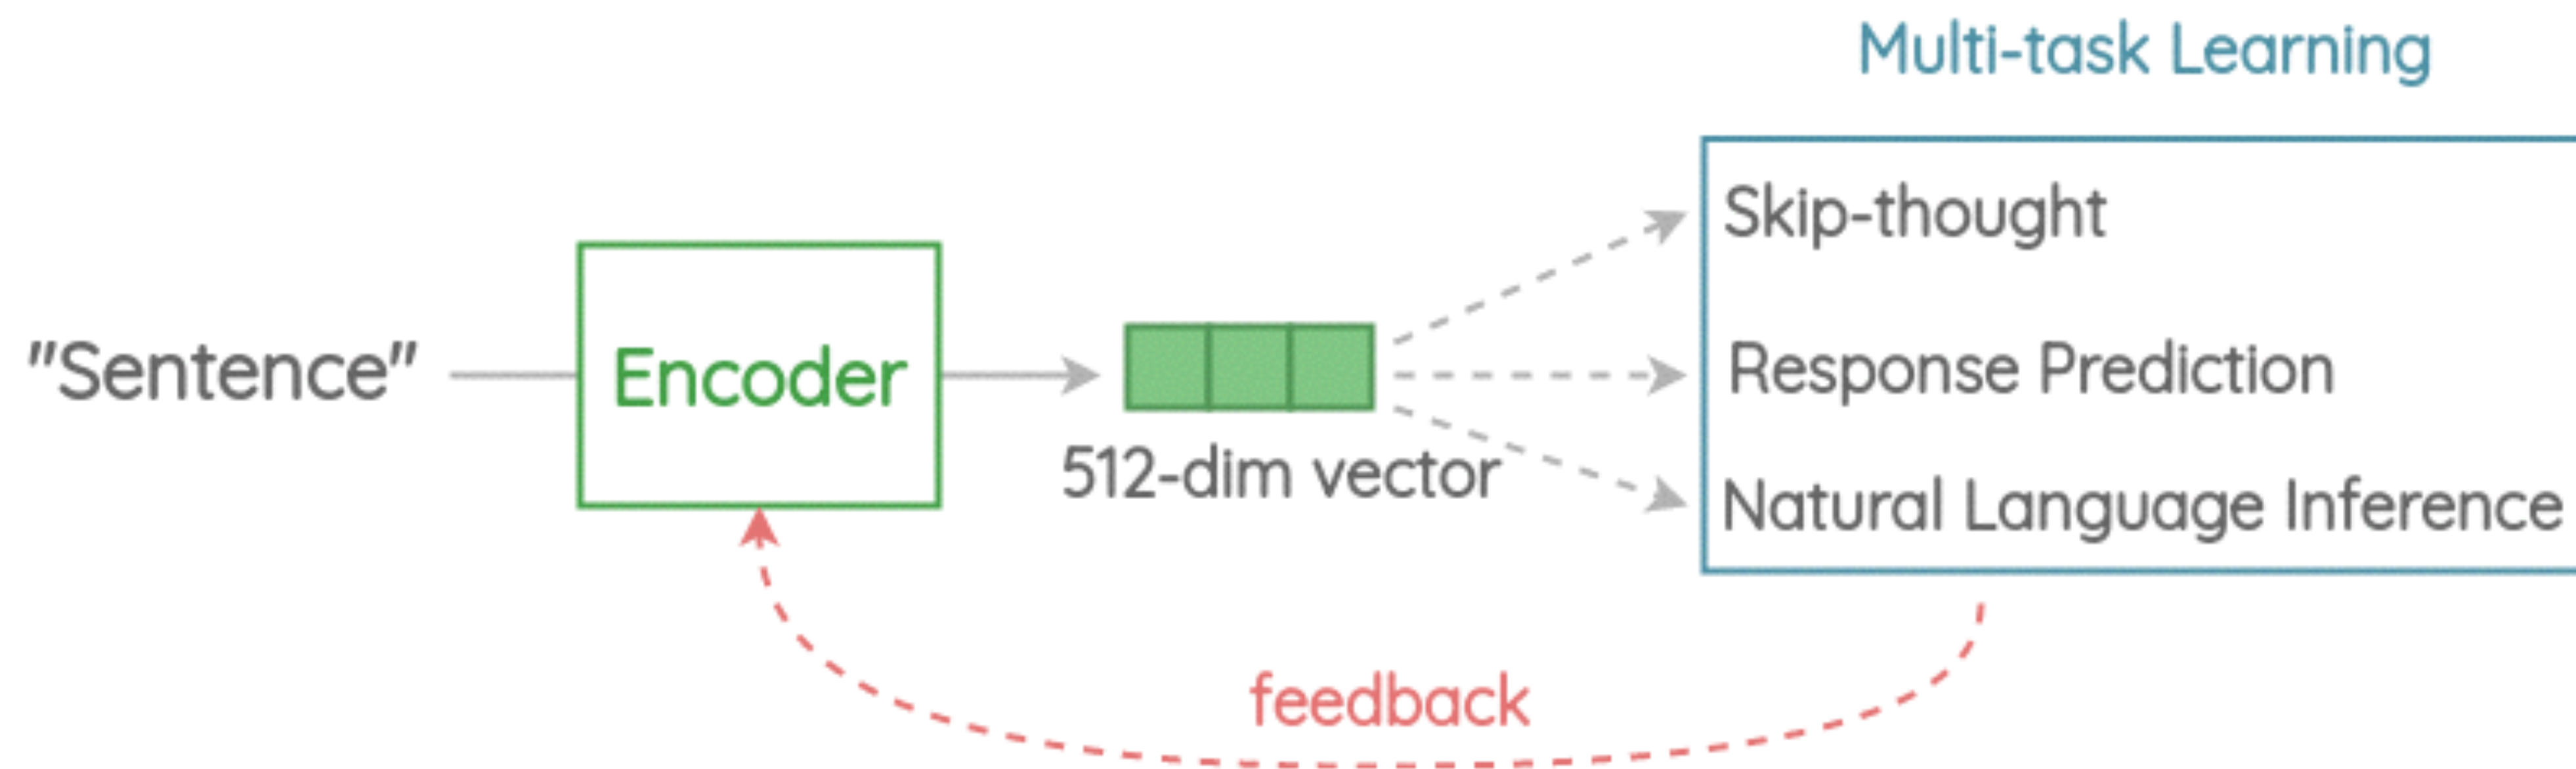 Multi-task Learning
Skip-thought
"Sentence"
Encoder
Response Prediction
512-dim vector
Natural Language Inference
feedback